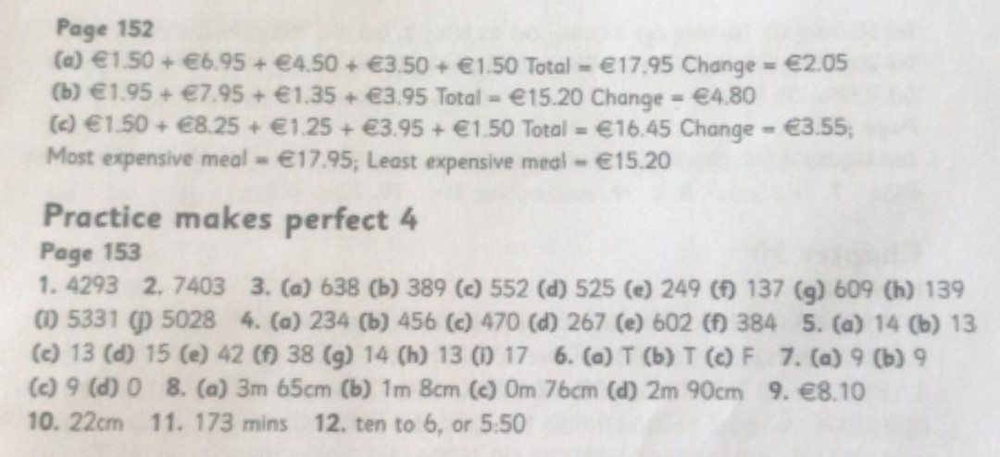 Page 152
(a) €1.50 + €6.95 + €4.50 + €3.50 + €1.50 Total = €17.95 Change = €2.05
(b) €1.95 + €7.95 + €1.35 + €3.95 Total = €15.20 Change = €4.80
(c) €1.50 + €8.25 + €1.25 + €3.95 + €1.50 Total = €16.45 Change = €3.55;
Most expensive meal = €17.95; Least expensive meal = €15.20
Practice makes perfect 4
Page 153
1. 4293 2. 7403 3. (a) 638 (b) 389 (c) 552 (d) 525 (e) 249 (f) 137 (g) 609 (h) 139
(i) 5331 (j) 5028 4. (a) 234 (b) 456 (c) 470 (d) 267 (e) 602 (f) 384 5. (a) 14 (b) 13
(c) 13 (d) 15 (e) 42 (f) 38 (g) 14 (h) 13 (i) 17 6. (a) T (b) T (c) F 7. (a) 9 (b) 9
(c) 9 (d) 0 8. (a) 3m 65cm (b) 1m 8cm (c) 0m 76cm (d) 2m 90cm 9. €8.10
10. 22cm 11. 173 mins 12. ten to 6, or 5:50